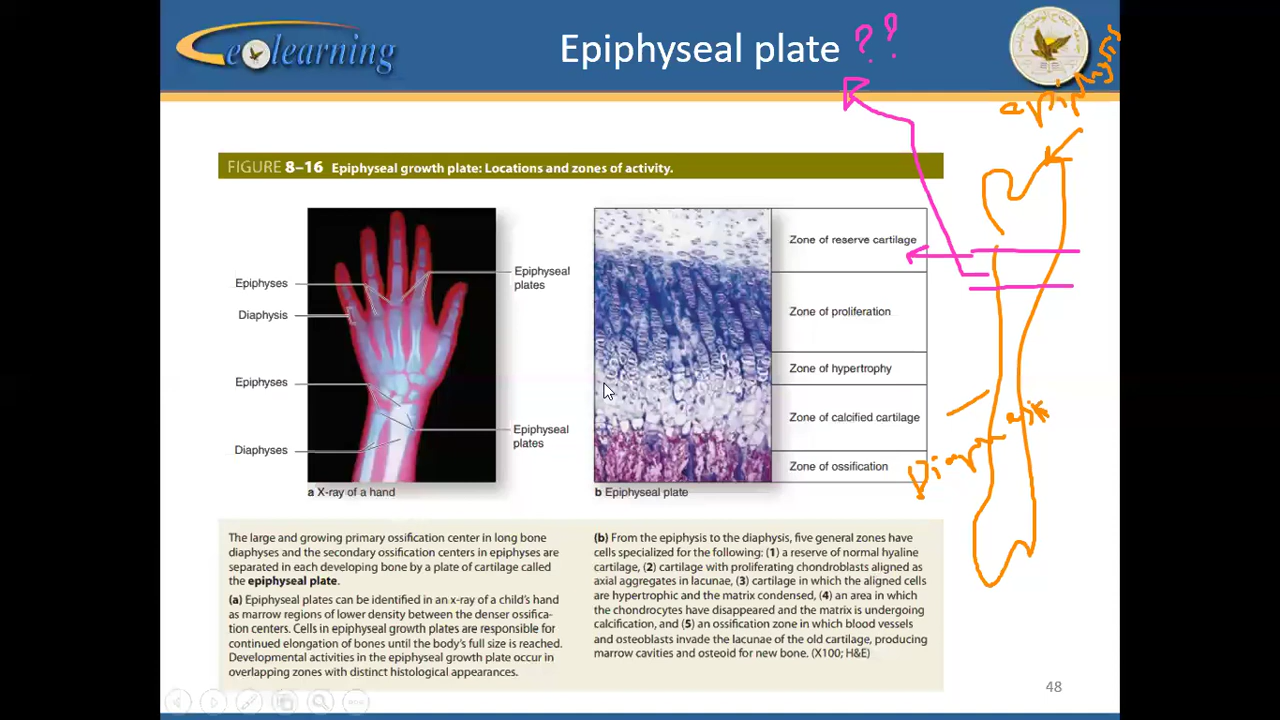 eLearning
Epiphyseal plate ??
epiphysis
FIGURE 8–16 Epiphyseal growth plate: Locations and zones of activity.
Epiphyses
Diaphysis
Epiphyses
Diaphyses
Epiphyseal
plates
Epiphyseal
plates
a X-ray of a hand
Zone of reserve cartilage
Zone of proliferation
Zone of hypertrophy
Zone of calcified cartilage
Zone of ossification
b Epiphyseal plate
The large and growing primary ossification center in long bone
diaphyses and the secondary ossification centers in epiphyses are
separated in each developing bone by a plate of cartilage called
the epiphyseal plate.
(a) Epiphyseal plates can be identified in an x-ray of a child's hand
as marrow regions of lower density between the denser ossifica-
tion centers. Cells in epiphyseal growth plates are responsible for
continued elongation of bones until the body's full size is reached.
Developmental activities in the epiphyseal growth plate occur in
overlapping zones with distinct histological appearances.
(b) From the epiphysis to the diaphysis, five general zones have
cells specialized for the following: (1) a reserve of normal hyaline
cartilage, (2) cartilage with proliferating chondroblasts aligned as
axial aggregates in lacunae, (3) cartilage in which the aligned cells
are hypertrophic and the matrix condensed, (4) an area in which
the chondrocytes have disappeared and the matrix is undergoing
calcification, and (5) an ossification zone in which blood vessels
and osteoblasts invade the lacunae of the old cartilage, producing
marrow cavities and osteoid for new bone. (X100; H&E)
48